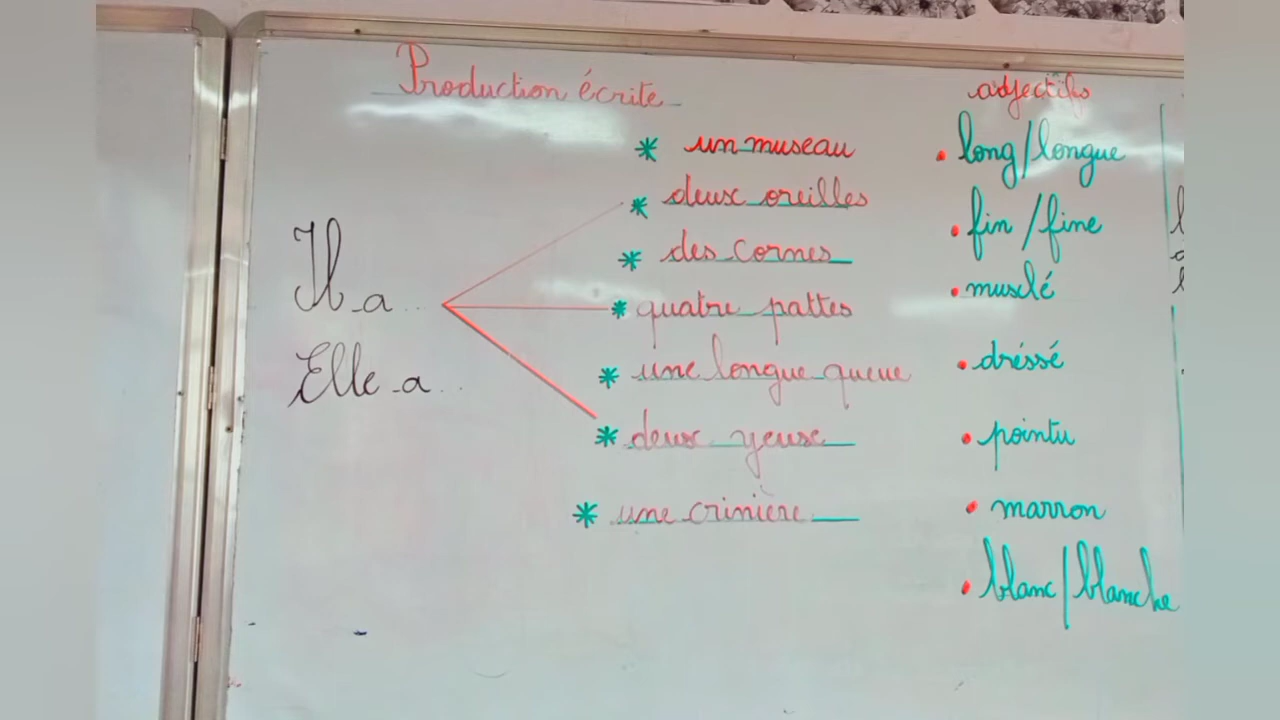 Production écrite
adjectifs
* un museau
* deux oreilles
* des cornes
* quatre pattes
* une longue queue
* deux yeux
* une crinière
Il a ...
Elle a ...
• long/longue
• fin/fine
• musclé
• dréssé
• pointu
• marron
• blanc/blanche